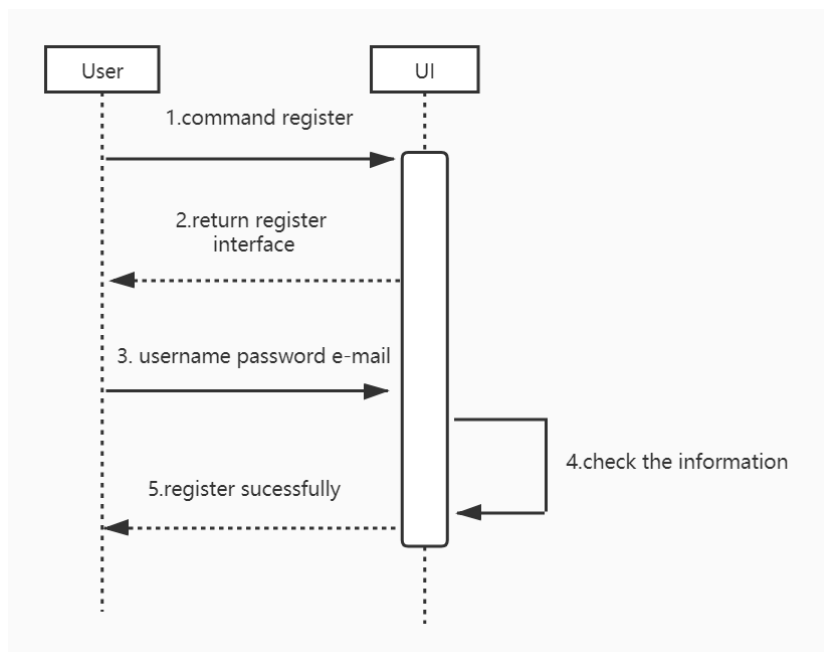 User
UI
1.command register
2.return register
interface
3. username password e-mail
4.check the information
5.register sucessfully